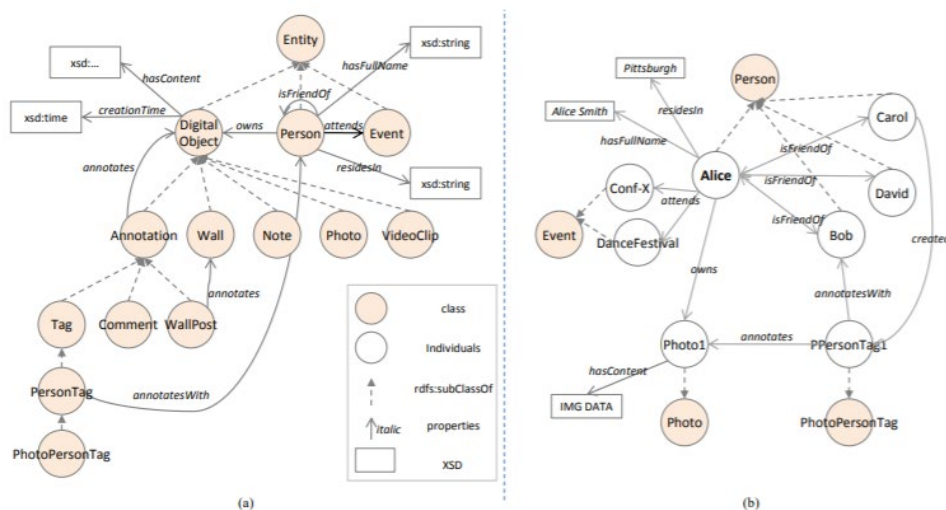 Entity
xsd:string
xsd:...
hasContent
hasFullName
isFriendOf
xsd:time
creationTime
Digital
Object
owns
Person
attends
Event
annotates
residesIn
xsd:string
Annotation
Wall
Note
Photo
VideoClip
annotates
Tag
Comment
WallPost
PersonTag
annotatesWith
PhotoPersonTag
class
Individuals
rdfs:subClassOf
italic
properties
XSD
(a)
Pittsburgh
Person
Alice Smith
residesIn
Carol
hasFullName
isFriendOf
Alice
Conf-X
isFriendOf
David
attends
isFriendOf
Event
DanceFestival
Bob
created
owns
annotatesWith
Photo1
annotates
PPersonTag1
hasContent
IMG DATA
Photo
PhotoPersonTag
(b)